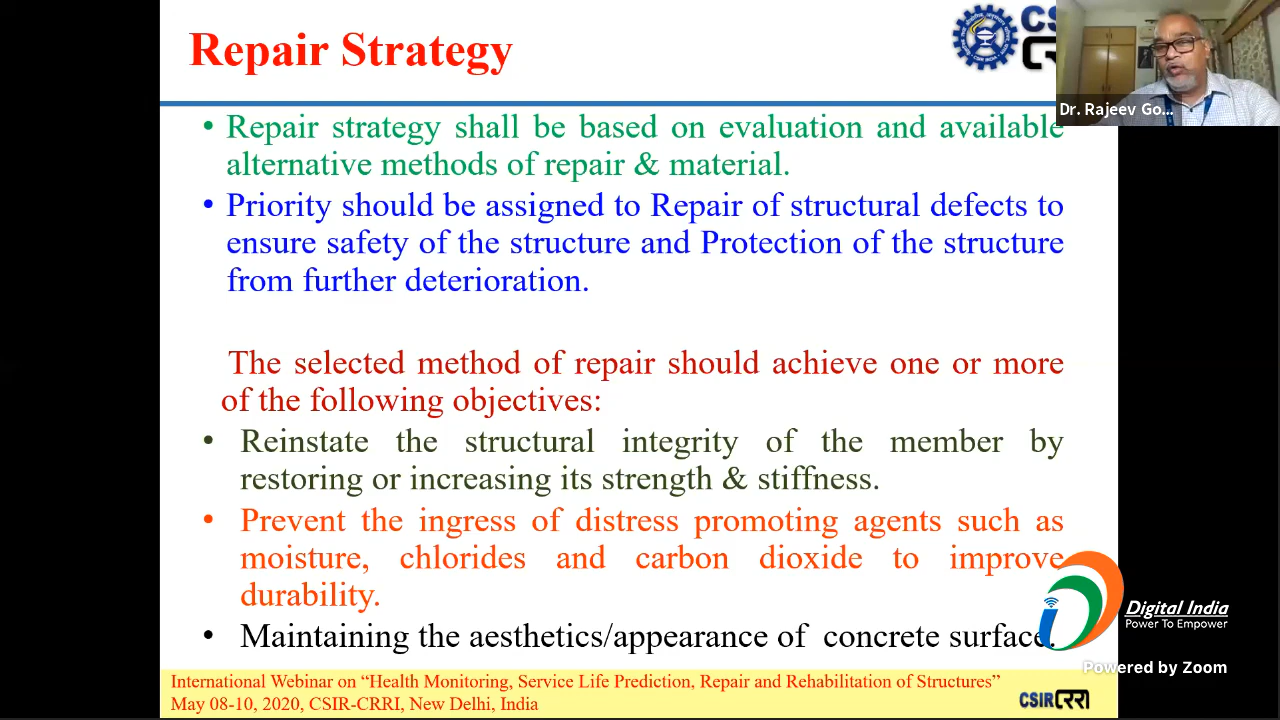 Repair Strategy
CS
CR
Dr. Rajeev Go...
• Repair strategy shall be based on evaluation and available
alternative methods of repair & material.
• Priority should be assigned to Repair of structural defects to
ensure safety of the structure and Protection of the structure
from further deterioration.
The selected method of repair should achieve one or more
of the following objectives:
• Reinstate the structural integrity of the member by
restoring or increasing its strength & stiffness.
• Prevent the ingress of distress promoting agents such as
moisture, chlorides and carbon dioxide to improve
durability.
• Maintaining the aesthetics/appearance of concrete surface.
Digital India
Power To Empower
Powered by Zoom
International Webinar on “Health Monitoring, Service Life Prediction, Repair and Rehabilitation of Structures”
May 08-10, 2020, CSIR-CRRI, New Delhi, India
CSIR CRRI